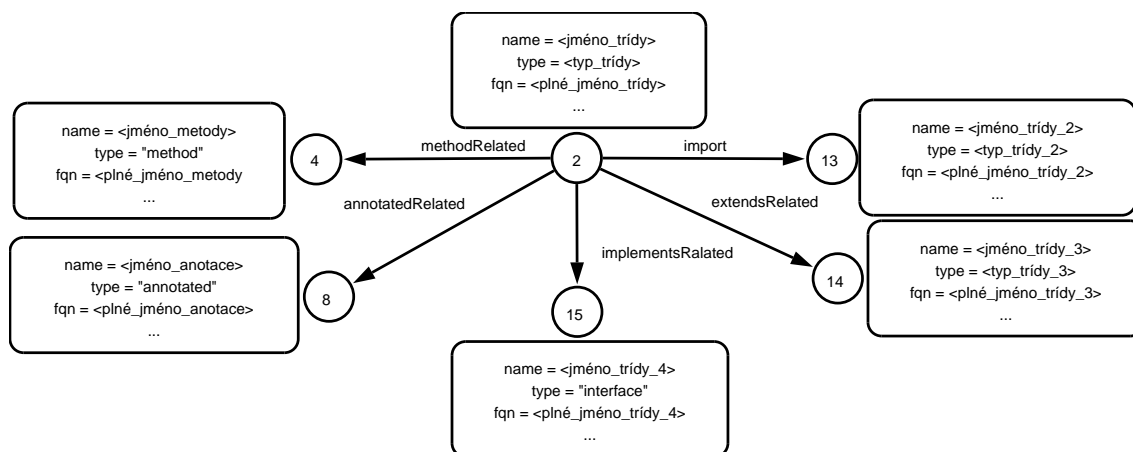 name = <jméno_trídy>
type = <typ_trídy>
fqn = <plné_jméno_trídy>
...
name = <jméno_metody>
type = "method"
fqn = <plné_jméno_metody
...
4
methodRelated
2
import
13
name = <jméno_trídy_2>
type = <typ_trídy_2>
fqn = <plné_jméno_trídy_2>
...
annotatedRelated
extendsRelated
implementsRalated
name = <jméno_anotace>
type = "annotated"
fqn = <plné_jméno_anotace>
...
8
15
14
name = <jméno_trídy_3>
type = <typ_trídy_3>
fqn = <plné_jméno_trídy_3>
...
name = <jméno_trídy_4>
type = "interface"
fqn = <plné_jméno_trídy_4>
...